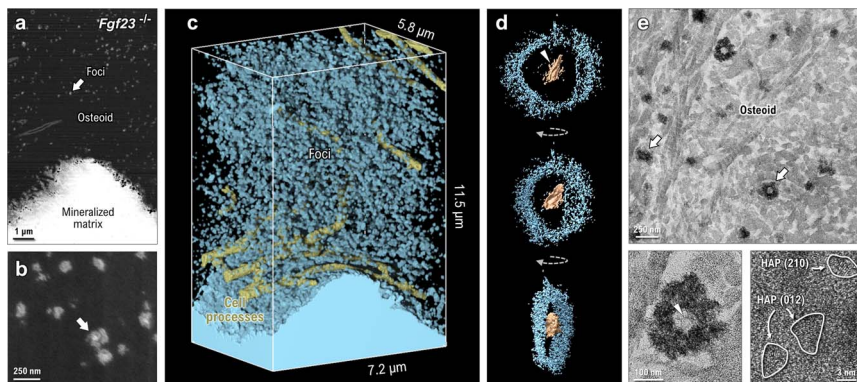 a
Fgf23 -/-
Foci
Osteoid
Mineralized
matrix
1 µm
b
250 nm
c
5.8 µm
Foci
11.5 µm
Cell
processes
7.2 µm
d
e
Osteoid
250 nm
100 nm
HAP (210)
HAP (012)
3 nm